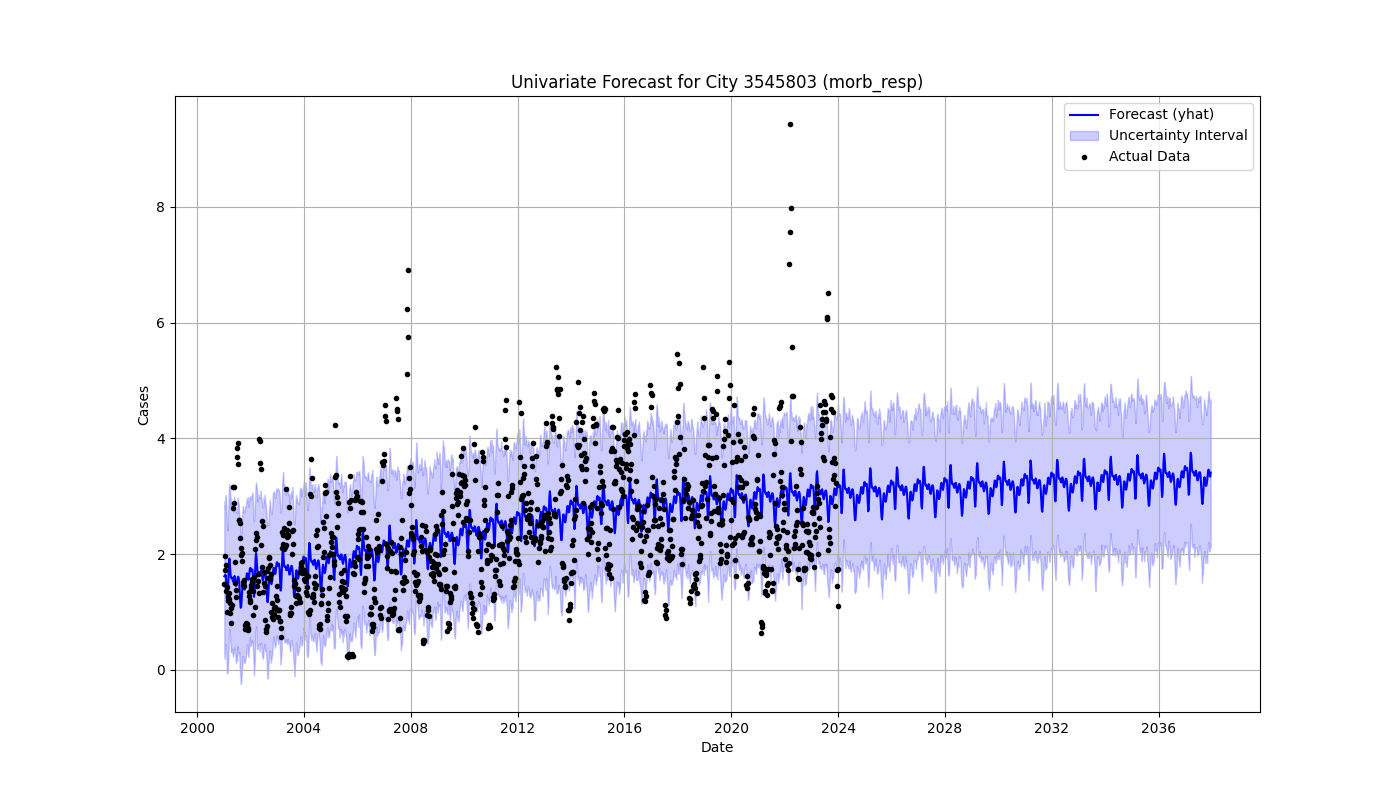 Univariate Forecast for City 3545803 (morb_resp)
Forecast (yhat)
Uncertainty Interval
Actual Data
Cases
8
6
4
2
0
2000 2004 2008 2012 2016 2020 2024 2028 2032 2036
Date